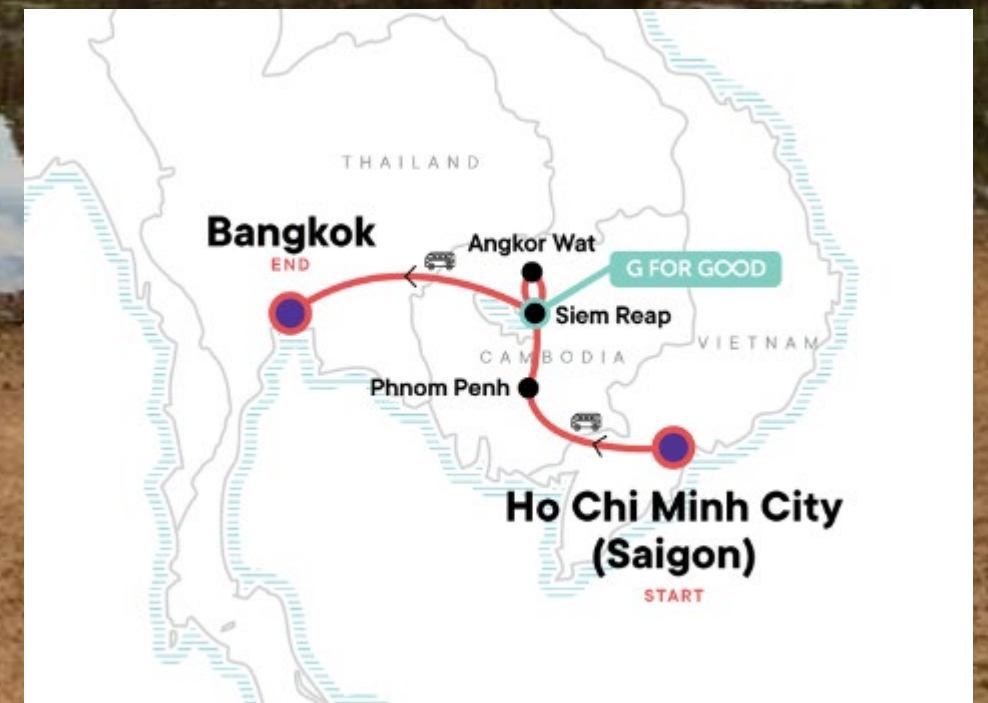 THAILAND
Bangkok
END
Angkor Wat
G FOR GOOD
Siem Reap
VIETNAM
CAMBODIA
Phnom Penh
Ho Chi Minh City
(Saigon)
START